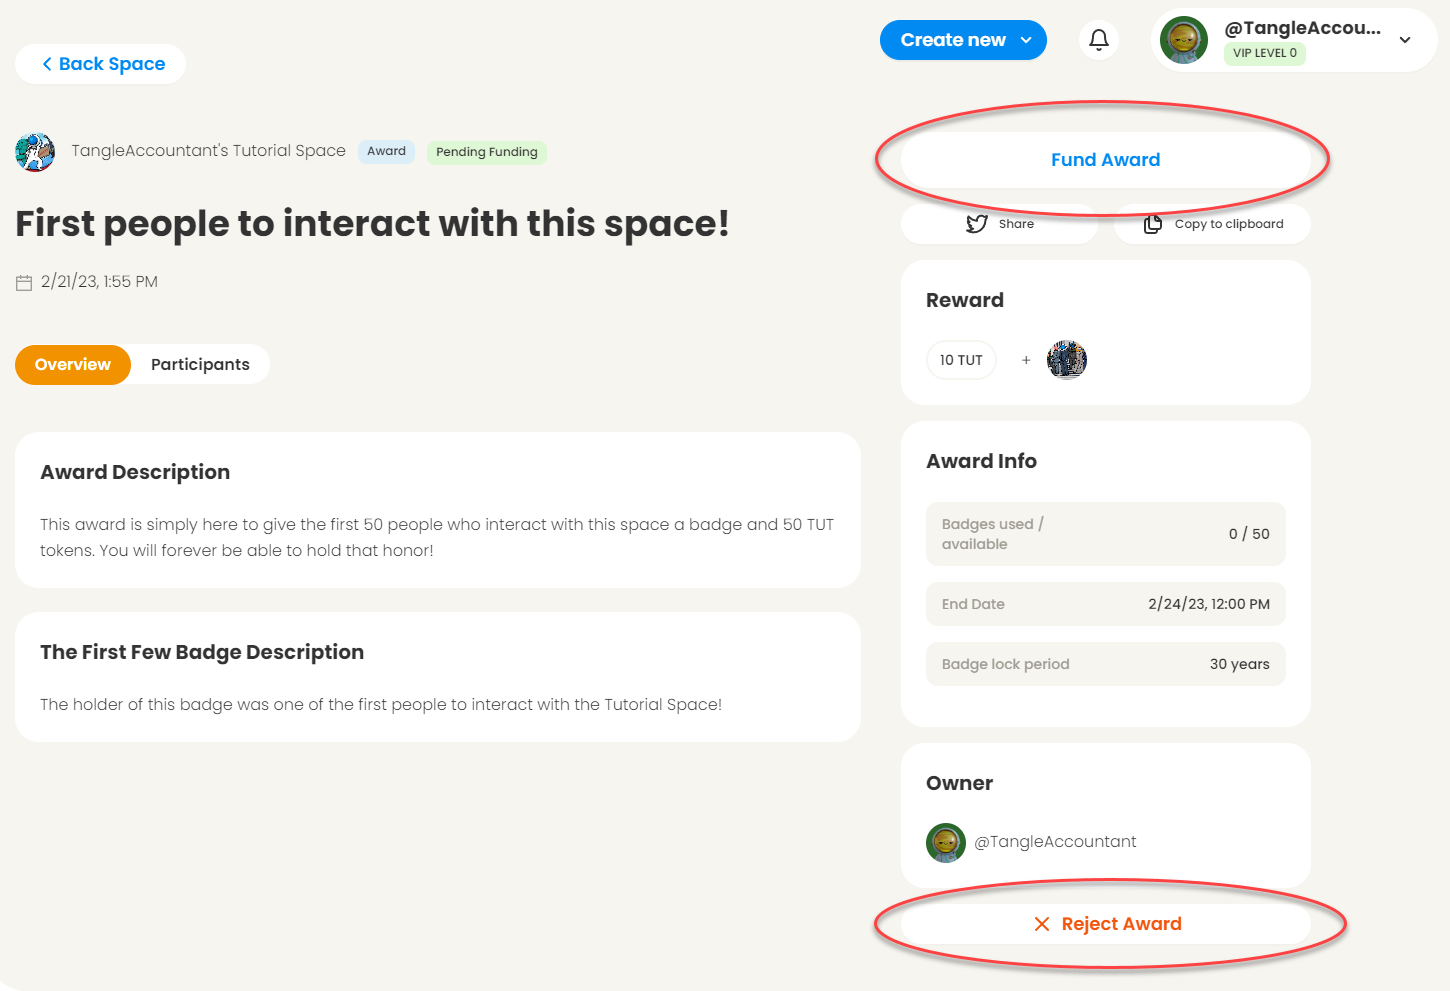 Create new
@TangleAccou...
VIP LEVEL 0
Back Space
TangleAccountant's Tutorial Space
Award
Pending Funding
First people to interact with this space!
2/21/23, 1:55 PM
Overview
Participants
Award Description
This award is simply here to give the first 50 people who interact with this space a badge and 50 TUT
tokens. You will forever be able to hold that honor!
The First Few Badge Description
The holder of this badge was one of the first people to interact with the Tutorial Space!
Fund Award
Share
Copy to clipboard
Reward
10 TUT
+
Award Info
Badges used /
available
0 / 50
End Date
2/24/23, 12:00 PM
Badge lock period
30 years
Owner
@TangleAccountant
Reject Award